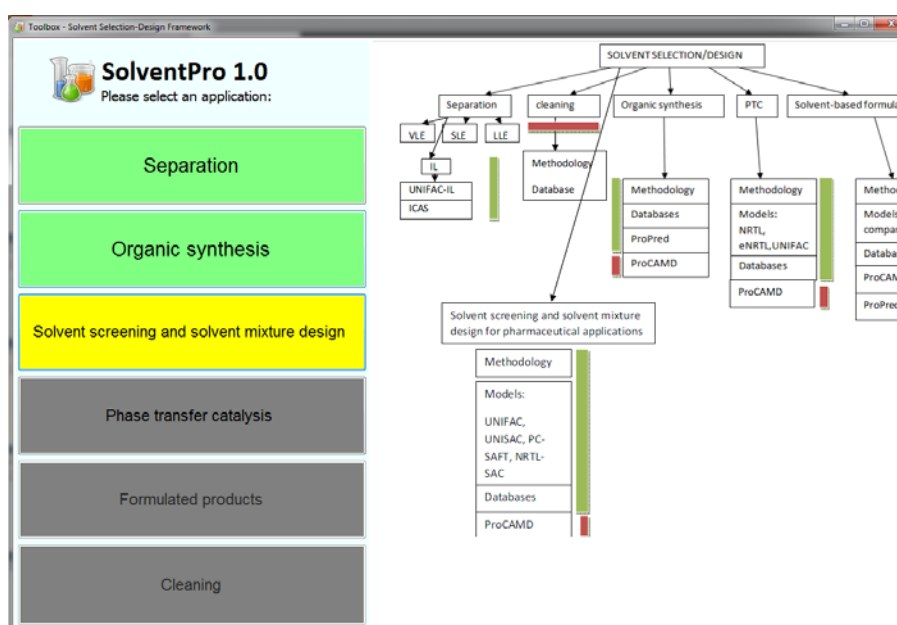 Toolbox - Solvent Selection-Design Framework
SolventPro 1.0
Please select an application:
Separation
Organic synthesis
Solvent screening and solvent mixture design
Phase transfer catalysis
Formulated products
Cleaning
SOLVENT SELECTION/DESIGN
Separation
cleaning
Organic synthesis
PTC
Solvent-based formula
VLE
SLE
LLE
IL
UNIFAC-IL
ICAS
Methodology
Database
Methodology
Databases
ProPred
ProCAMD
Methodology
Models:
NRTL,
eNRTL,UNIFAC
Databases
ProCAMD
Metho
Models
compar
Databa
ProCAM
ProPred
Solvent screening and solvent mixture
design for pharmaceutical applications
Methodology
Models:
UNIFAC,
UNISAC, PC-
SAFT, NRTL-
SAC
Databases
ProCAMD